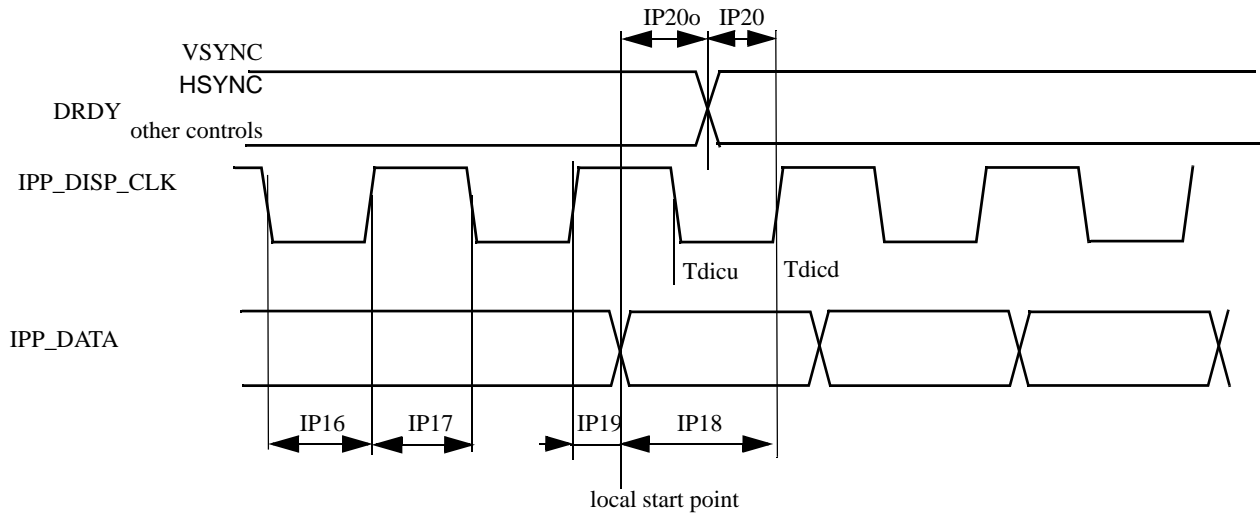 IP20o IP20
VSYNC
HSYNC
DRDY
other controls
IPP_DISP_CLK
Tdicu Tdicd
IPP_DATA
IP16 IP17 IP19 IP18
local start point